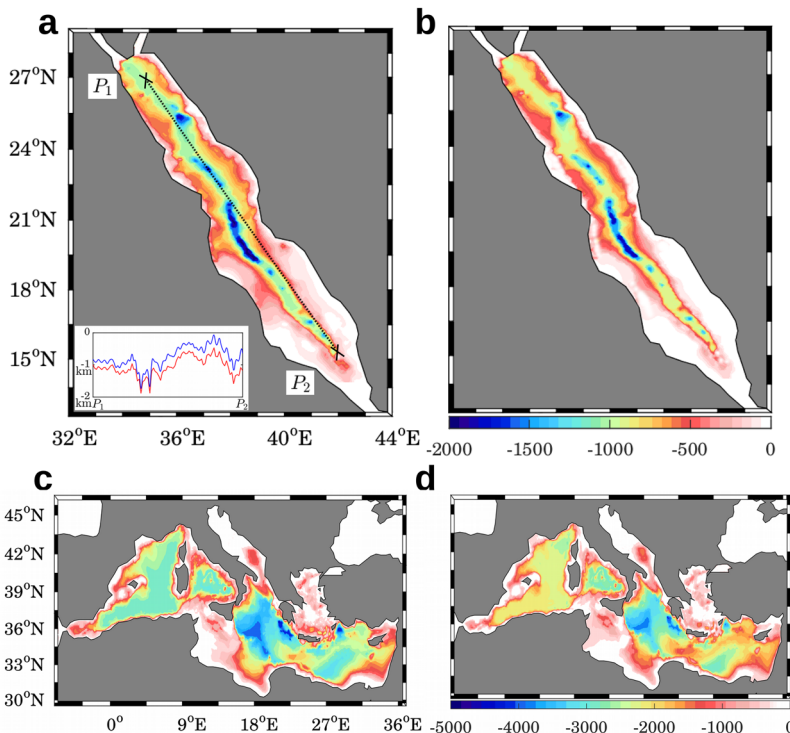 a
b
27°N
24°N
21°N
18°N
15°N
P₁
P₂
0
-1
km
-2
km
P₁
P₂
32°E
36°E
40°E
44°E
-2000
-1500
-1000
-500
0
c
d
45°N
42°N
39°N
36°N
33°N
30°N
0°
9°E
18°E
27°E
36°E
-5000
-4000
-3000
-2000
-1000
0